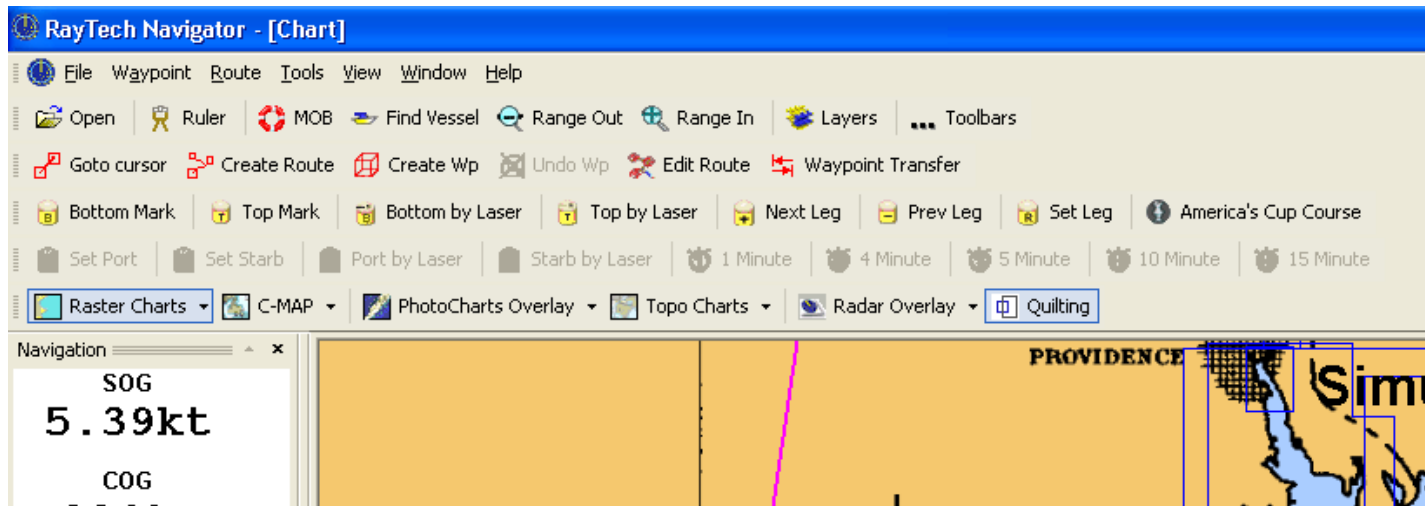 RayTech Navigator - [Chart]
File Waypoint Route Tools View Window Help
Open Ruler MOB Find Vessel Range Out Range In Layers Toolbars
Goto cursor Create Route Create Wp Undo Wp Edit Route Waypoint Transfer
Bottom Mark Top Mark Bottom by Laser Top by Laser Next Leg Prev Leg Set Leg America's Cup Course
Set Port Set Starb Port by Laser Starb by Laser 1 Minute 4 Minute 5 Minute 10 Minute 15 Minute
Raster Charts C-MAP PhotoCharts Overlay Topo Charts Radar Overlay Quilting
Navigation
PROVIDENCE
SOG
5.39kt
COG